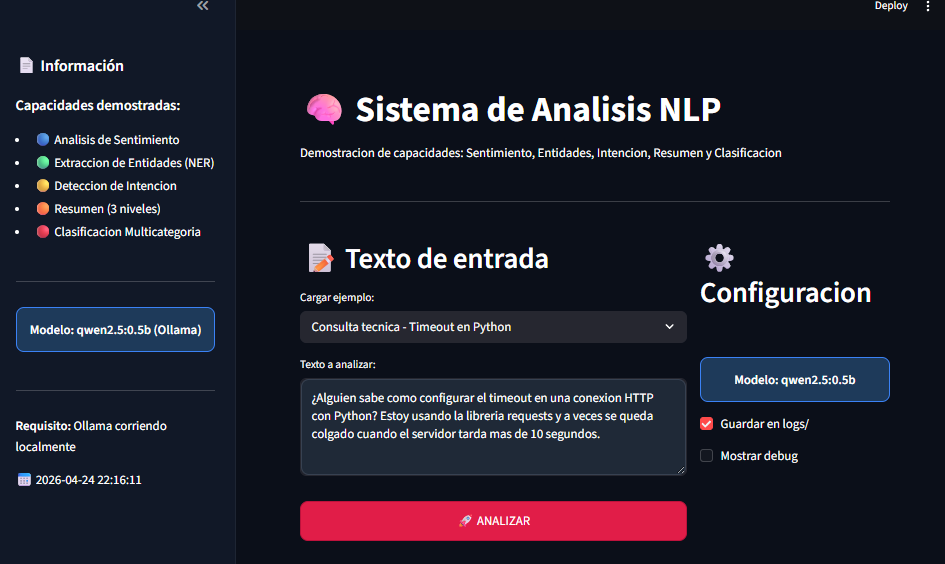 Deploy
Información
Capacidades demostradas:
Analisis de Sentimiento
Extraccion de Entidades (NER)
Deteccion de Intencion
Resumen (3 niveles)
Clasificacion Multicategoria
Modelo: qwen2.5:0.5b (Ollama)
Requisito: Ollama corriendo
localmente
2026-04-24 22:16:11
Sistema de Analisis NLP
Demostracion de capacidades: Sentimiento, Entidades, Intencion, Resumen y Clasificacion
Texto de entrada
Cargar ejemplo:
Consulta tecnica - Timeout en Python
Texto a analizar:
¿Alguien sabe como configurar el timeout en una conexion HTTP
con Python? Estoy usando la libreria requests y a veces se queda
colgado cuando el servidor tarda mas de 10 segundos.
ANALIZAR
Configuracion
Modelo: qwen2.5:0.5b
Guardar en logs/
Mostrar debug